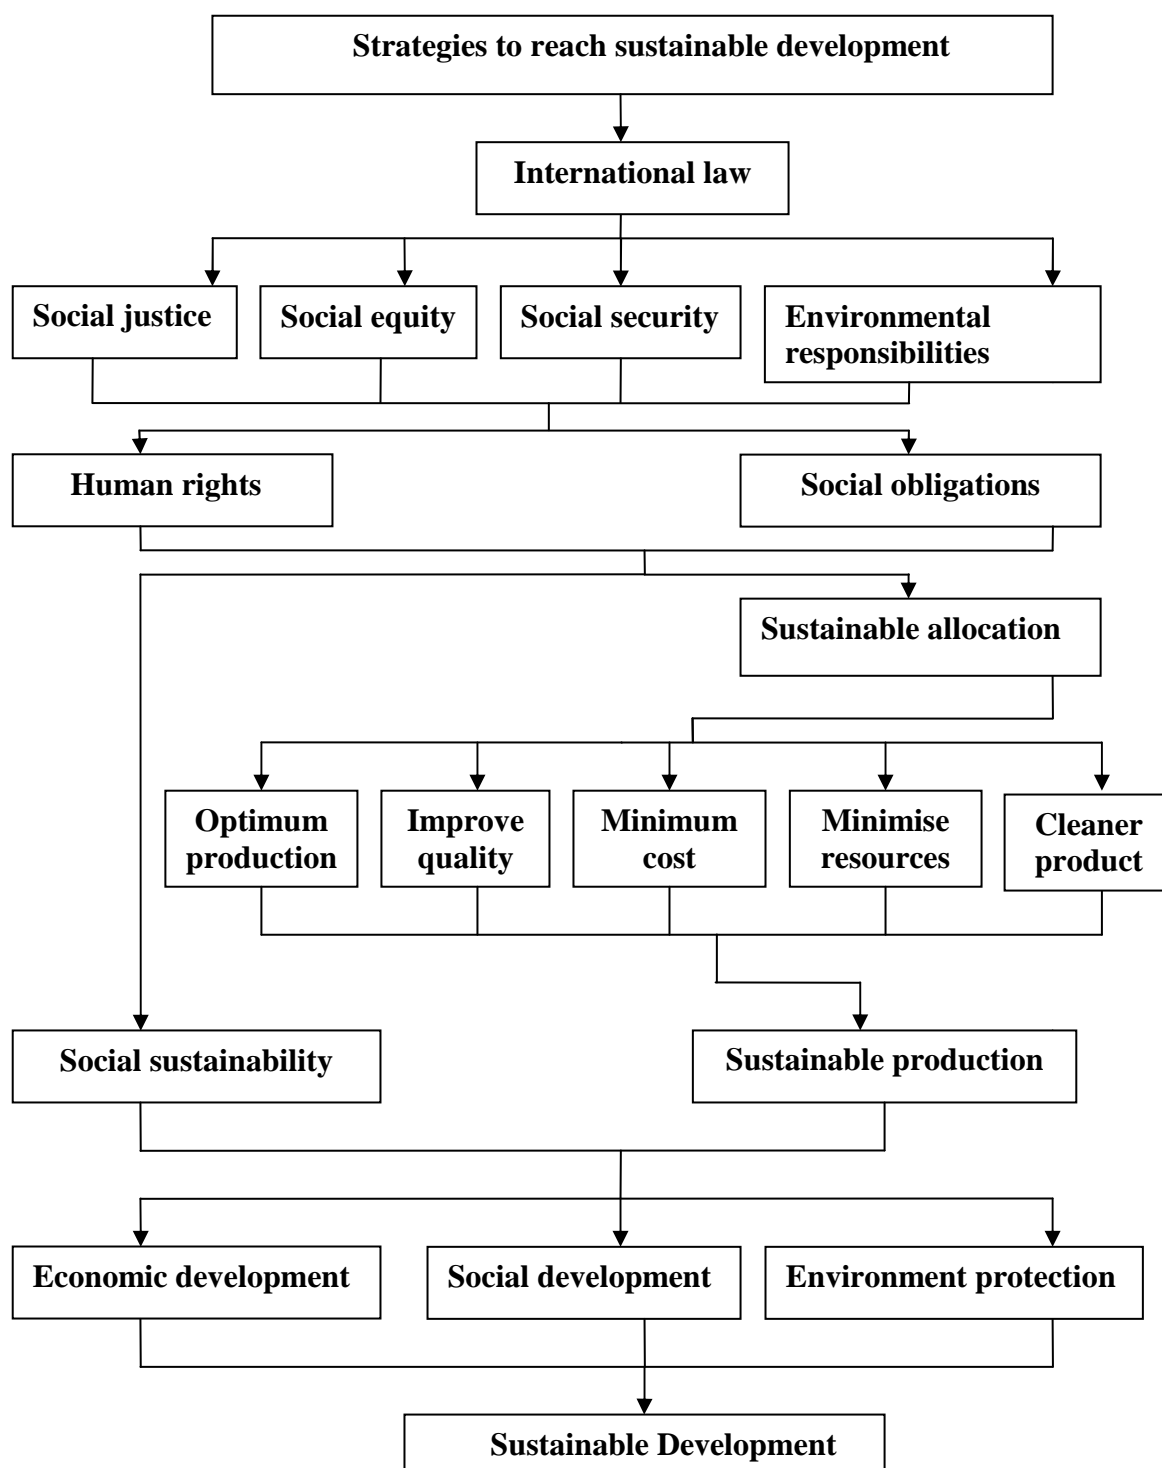 Strategies to reach sustainable development
International law
Social justice
Social equity
Social security
Environmental
responsibilities
Human rights
Social obligations
Sustainable allocation
Optimum
production
Improve
quality
Minimum
cost
Minimise
resources
Cleaner
product
Social sustainability
Sustainable production
Economic development
Social development
Environment protection
Sustainable Development